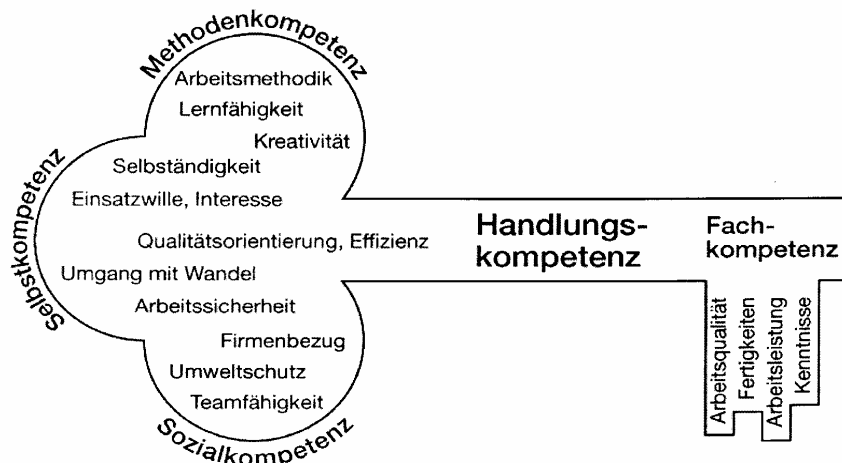 Methodenkompetenz
Arbeitsmethodik
Lernfähigkeit
Kreativität
Selbstkompetenz
Selbständigkeit
Einsatzwille, Interesse
Qualitätsorientierung, Effizienz
Umgang mit Wandel
Arbeitssicherheit
Firmenbezug
Umweltschutz
Teamfähigkeit
Sozialkompetenz
Handlungs-
kompetenz
Fach-
kompetenz
Arbeitsqualität
Fertigkeiten
Arbeitsleistung
Kenntnisse